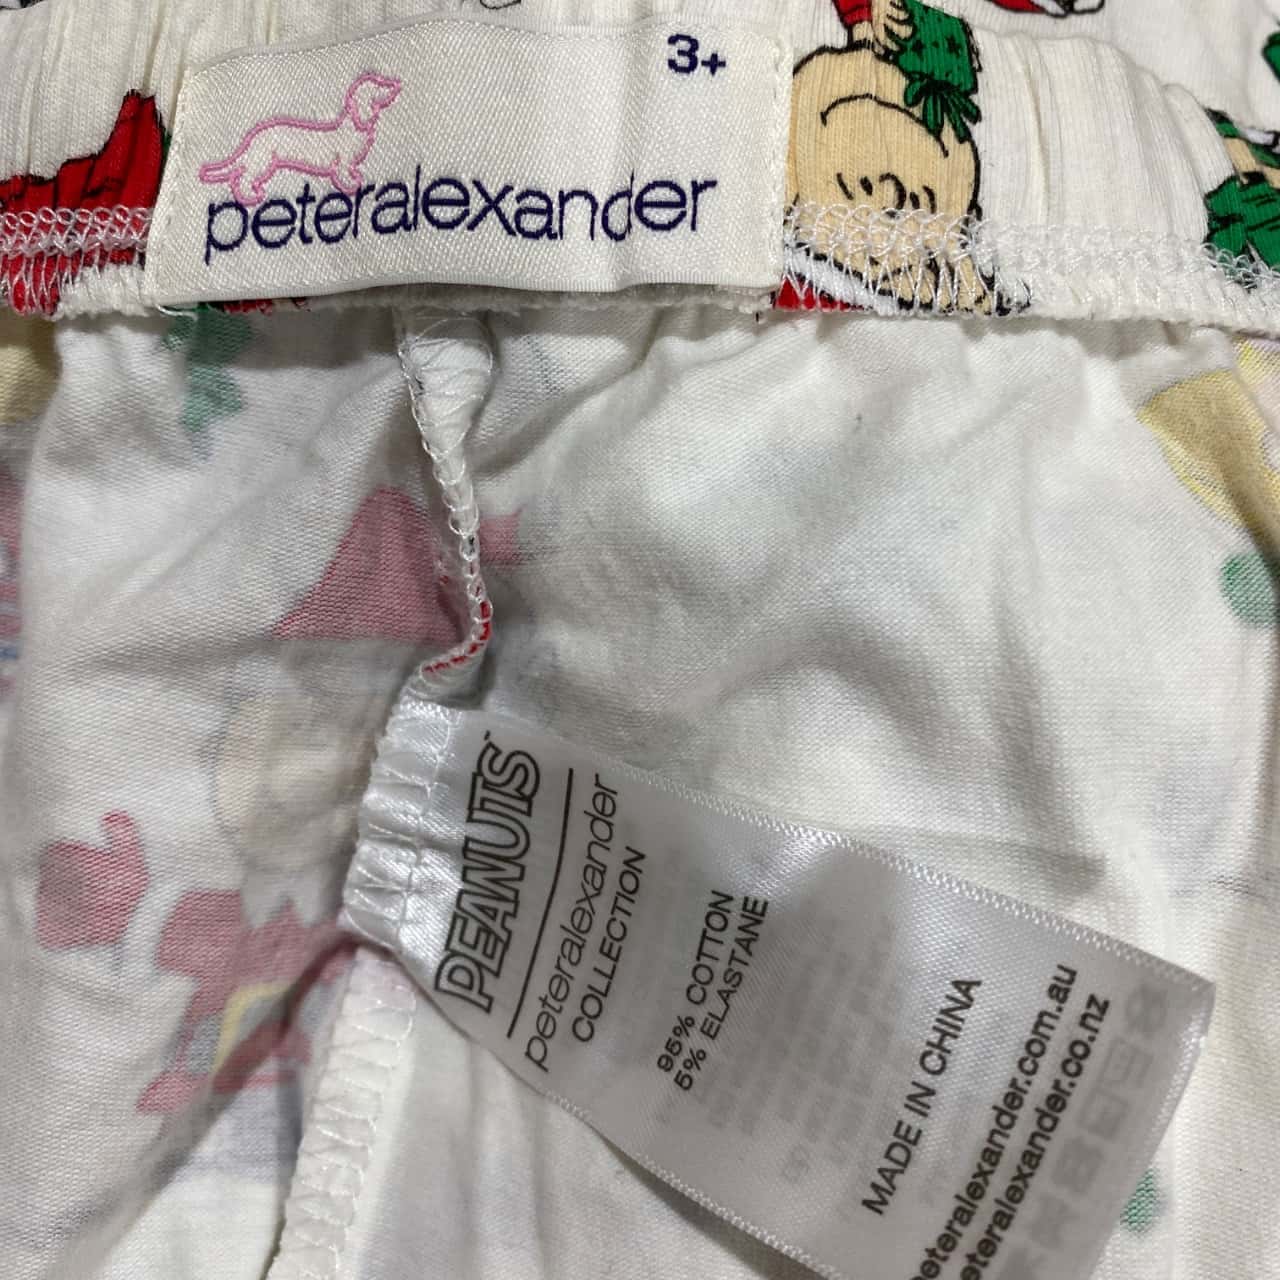 3+
peteralexander
PEANUTS
peteralexander
COLLECTION
95% COTTON
5% ELASTANE
MADE IN CHINA
peteralexander.com.au
peteralexander.co.nz